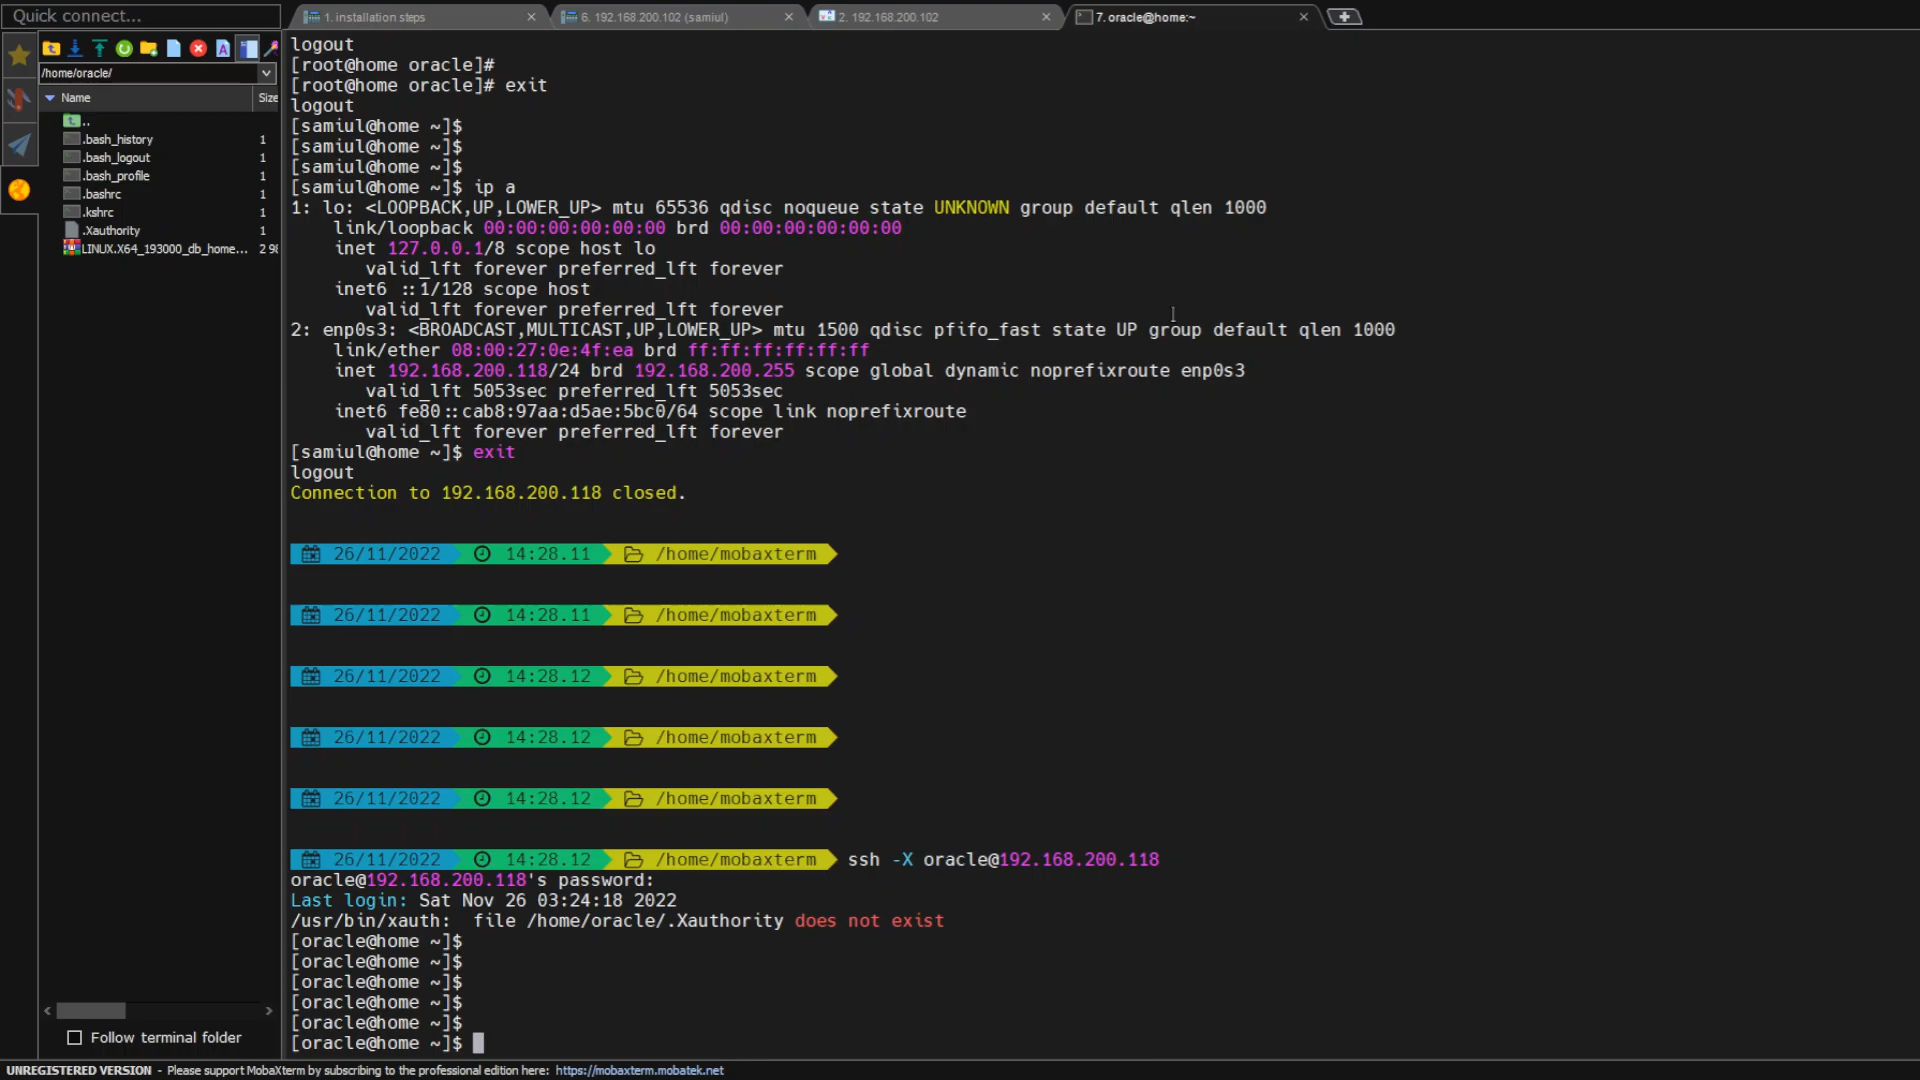 Quick connect...
1. installation steps
6. 192.168.200.102 (samiul)
2. 192.168.200.102
7. oracle@home:~
/home/oracle/
Name
Size
..
.bash_history 1
.bash_logout 1
.bash_profile 1
.bashrc 1
.kshrc 1
.Xauthority 1
LINUX.X64_193000_db_home... 2 98
Follow terminal folder
logout
[root@home oracle]#
[root@home oracle]# exit
logout
[samiul@home ~]$
[samiul@home ~]$
[samiul@home ~]$
[samiul@home ~]$ ip a
1: lo: <LOOPBACK,UP,LOWER_UP> mtu 65536 qdisc noqueue state UNKNOWN group default qlen 1000
link/loopback 00:00:00:00:00:00 brd 00:00:00:00:00:00
inet 127.0.0.1/8 scope host lo
valid_lft forever preferred_lft forever
inet6 ::1/128 scope host
valid_lft forever preferred_lft forever
2: enp0s3: <BROADCAST,MULTICAST,UP,LOWER_UP> mtu 1500 qdisc pfifo_fast state UP group default qlen 1000
link/ether 08:00:27:0e:4f:ea brd ff:ff:ff:ff:ff:ff
inet 192.168.200.118/24 brd 192.168.200.255 scope global dynamic noprefixroute enp0s3
valid_lft 5053sec preferred_lft 5053sec
inet6 fe80::cab8:97aa:d5ae:5bc0/64 scope link noprefixroute
valid_lft forever preferred_lft forever
[samiul@home ~]$ exit
logout
Connection to 192.168.200.118 closed.
26/11/2022 14:28.11 /home/mobaxterm
26/11/2022 14:28.11 /home/mobaxterm
26/11/2022 14:28.12 /home/mobaxterm
26/11/2022 14:28.12 /home/mobaxterm
26/11/2022 14:28.12 /home/mobaxterm
26/11/2022 14:28.12 /home/mobaxterm ssh -X oracle@192.168.200.118
oracle@192.168.200.118's password:
Last login: Sat Nov 26 03:24:18 2022
/usr/bin/xauth:  file /home/oracle/.Xauthority does not exist
[oracle@home ~]$
[oracle@home ~]$
[oracle@home ~]$
[oracle@home ~]$
[oracle@home ~]$
[oracle@home ~]$
UNREGISTERED VERSION - Please support MobaXterm by subscribing to the professional edition here: https://mobaxterm.mobatek.net